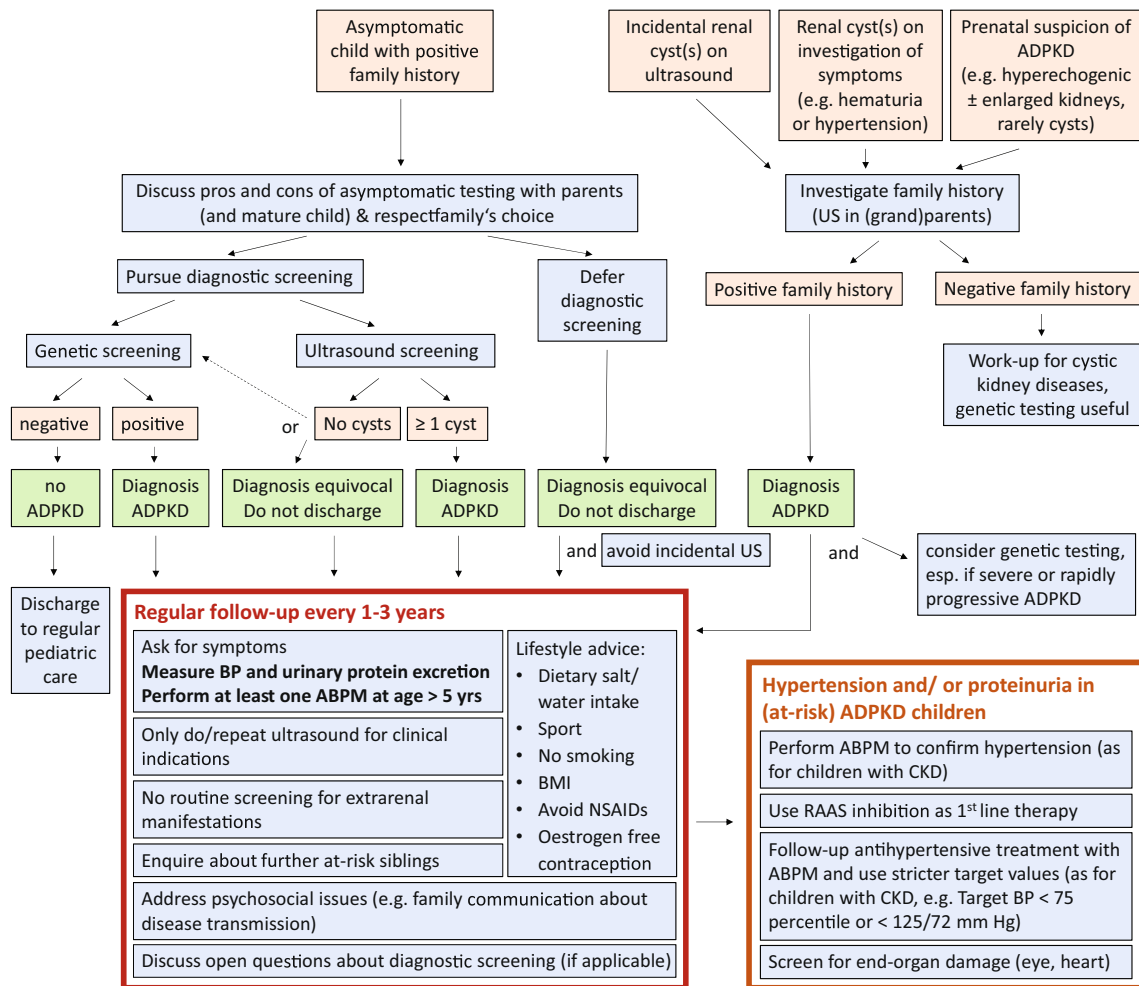 Asymptomatic
child with positive
family history
Incidental renal
cyst(s) on
ultrasound
Renal cyst(s) on
investigation of
symptoms
(e.g. hematuria
or hypertension)
Prenatal suspicion of
ADPKD
(e.g. hyperechogenic
± enlarged kidneys,
rarely cysts)
Discuss pros and cons of asymptomatic testing with parents
(and mature child) & respectfamily‘s choice
Investigate family history
(US in (grand)parents)
Pursue diagnostic screening
Defer
diagnostic
screening
Positive family history
Negative family history
Genetic screening
Ultrasound screening
Work-up for cystic
kidney diseases,
genetic testing useful
negative
positive
or
No cysts
≥ 1 cyst
no
ADPKD
Diagnosis
ADPKD
Diagnosis equivocal
Do not discharge
Diagnosis
ADPKD
Diagnosis equivocal
Do not discharge
Diagnosis
ADPKD
and
avoid incidental US
and
consider genetic testing,
esp. if severe or rapidly
progressive ADPKD
Discharge
to regular
pediatric
care
Regular follow-up every 1-3 years
Ask for symptoms
Measure BP and urinary protein excretion
Perform at least one ABPM at age > 5 yrs
Only do/repeat ultrasound for clinical
indications
No routine screening for extrarenal
manifestations
Enquire about further at-risk siblings
Lifestyle advice:
• Dietary salt/
water intake
• Sport
• No smoking
• BMI
• Avoid NSAIDs
• Oestrogen free
contraception
Address psychosocial issues (e.g. family communication about
disease transmission)
Discuss open questions about diagnostic screening (if applicable)
Hypertension and/ or proteinuria in
(at-risk) ADPKD children
Perform ABPM to confirm hypertension (as
for children with CKD)
Use RAAS inhibition as 1st line therapy
Follow-up antihypertensive treatment with
ABPM and use stricter target values (as for
children with CKD, e.g. Target BP < 75
percentile or < 125/72 mm Hg)
Screen for end-organ damage (eye, heart)